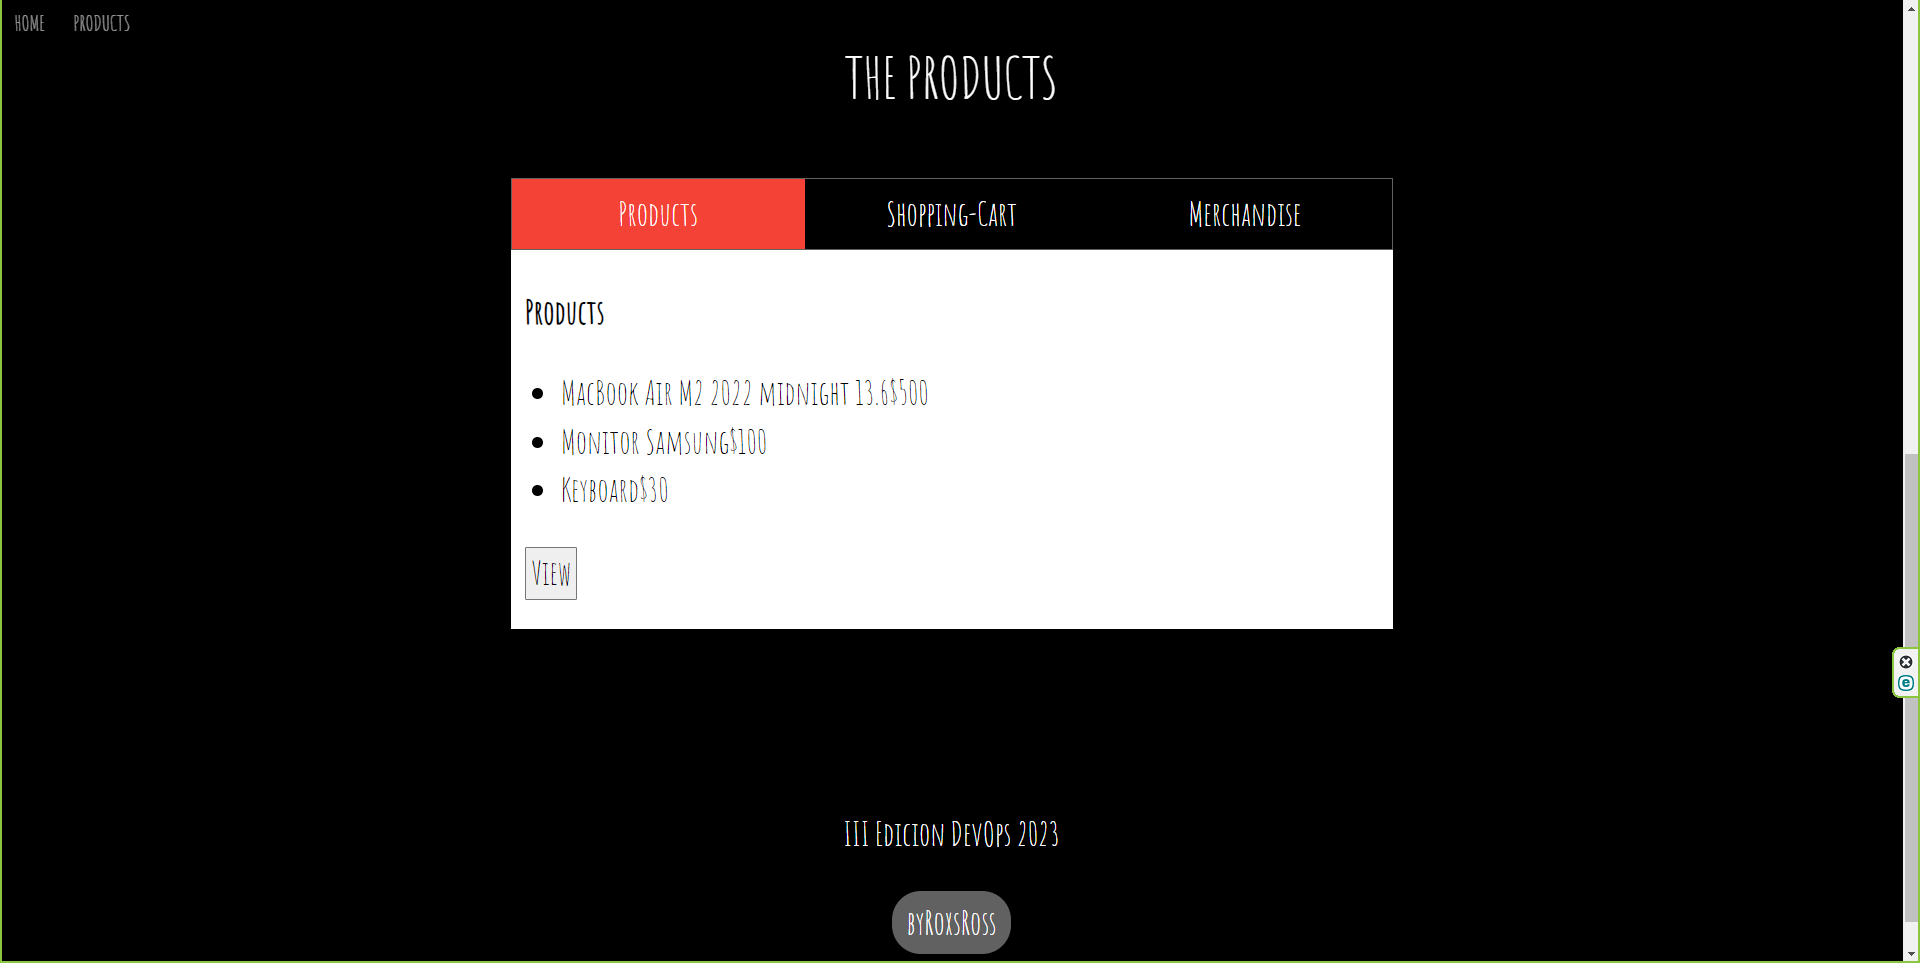 HOME PRODUCTS
THE PRODUCTS
Products Shopping-Cart Merchandise
Products
MacBook Air M2 2022 midnight 13.6$500
Monitor Samsung$100
Keyboard$30
View
III Edicion DevOps 2023
byRoxsRoss
e